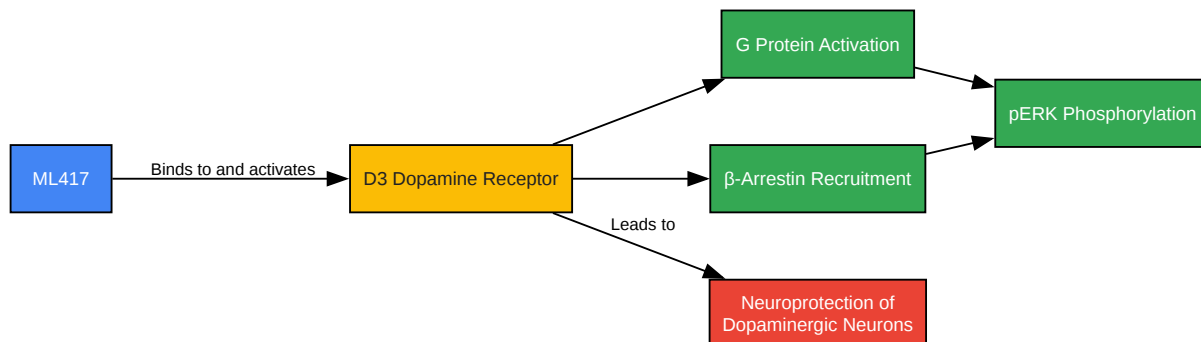 ML417
Binds to and activates
D3 Dopamine Receptor
G Protein Activation
β-Arrestin Recruitment
pERK Phosphorylation
Leads to
Neuroprotection of
Dopaminergic Neurons